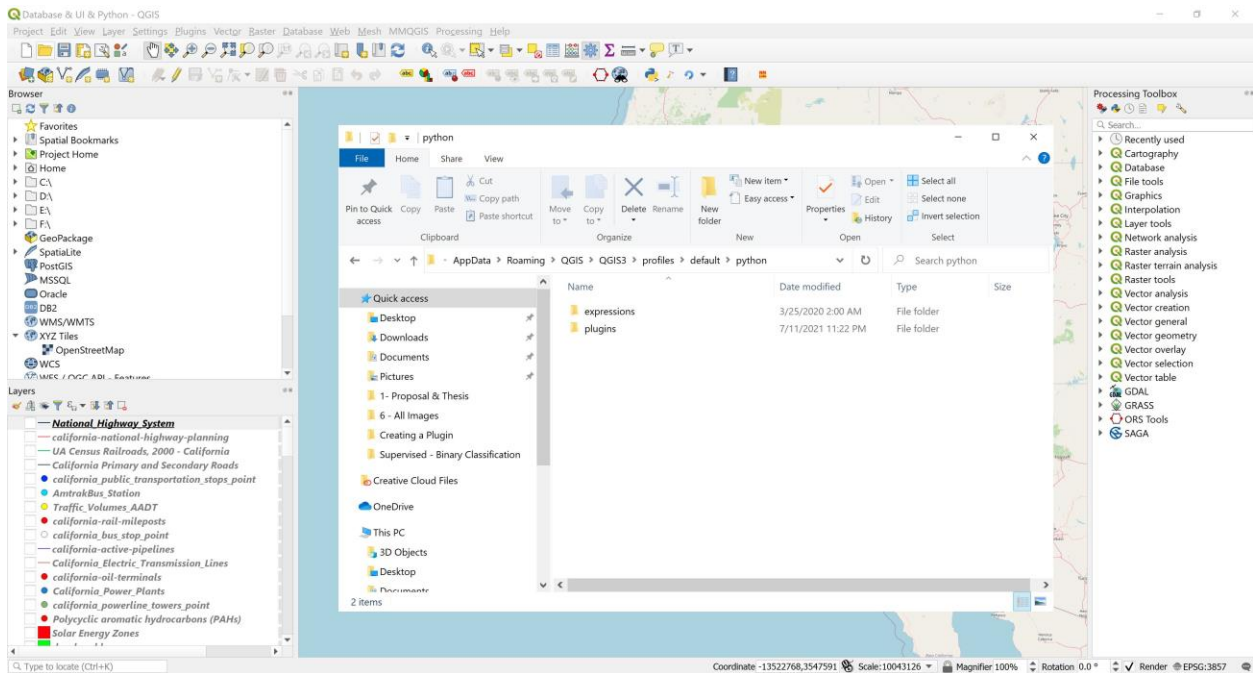 Database & UI & Python - QGIS
Project Edit View Layer Settings Plugins Vector Raster Database Web Mesh MMQGIS Processing Help
Browser
Favorites
Spatial Bookmarks
Project Home
Home
C:\
D:\
E:\
F:\
GeoPackage
SpatiaLite
PostGIS
MSSQL
Oracle
DB2
WMS/WMTS
XYZ Tiles
OpenStreetMap
WCS
WFS / OGC API - Features
Layers
National_Highway_System
california-national-highway-planning
UA Census Railroads, 2000 - California
California Primary and Secondary Roads
california_public_transportation_stops_point
AmtrakBus_Station
Traffic_Volumes_AADT
california-rail-mileposts
california_bus_stop_point
california-active-pipelines
California_Electric_Transmission_Lines
california-oil-terminals
California_Power_Plants
california_powerline_towers_point
Polycyclic aromatic hydrocarbons (PAHs)
Solar Energy Zones
python
File Home Share View
Pin to Quick access
Copy
Paste
Cut
Copy path
Paste shortcut
Clipboard
Move to
Copy to
Delete
Rename
Organize
New folder
New item
Easy access
New
Properties
Open
Edit
History
Open
Select all
Select none
Invert selection
Select
AppData > Roaming > QGIS > QGIS3 > profiles > default > python
Search python
Quick access
Desktop
Downloads
Documents
Pictures
1- Proposal & Thesis
6 - All Images
Creating a Plugin
Supervised - Binary Classification
Creative Cloud Files
OneDrive
This PC
3D Objects
Desktop
Documents
Name Date modified Type Size
expressions 3/25/2020 2:00 AM File folder
plugins 7/11/2021 11:22 PM File folder
2 items
Processing Toolbox
Search...
Recently used
Cartography
Database
File tools
Graphics
Interpolation
Layer tools
Network analysis
Raster analysis
Raster terrain analysis
Raster tools
Vector analysis
Vector creation
Vector general
Vector geometry
Vector overlay
Vector selection
Vector table
GDAL
GRASS
ORS Tools
SAGA
Type to locate (Ctrl+K)
Coordinate -13522768,3547591 Scale:10043126 Magnifier 100% Rotation 0.0 ° Render EPSG:3857